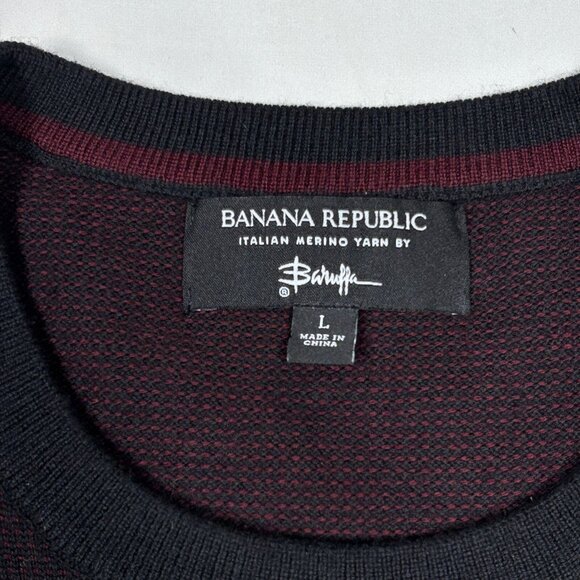 BANANA REPUBLIC
ITALIAN MERINO YARN BY
Baruffa
®
L
MADE IN
CHINA